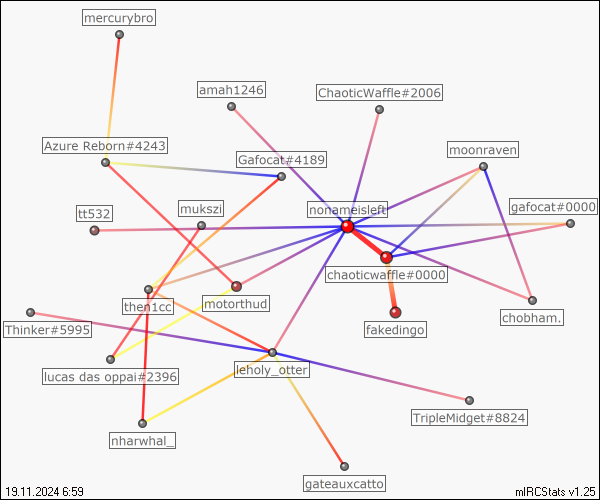 mercurybro
amah1246
ChaoticWaffle#2006
Azure Reborn#4243
Gafocat#4189
moonraven
tt532
mukszi
nonameisleft
gafocat#0000
chaoticwaffle#0000
then1cc
motorthud
chobham.
Thinker#5995
fakedingo
lucas das oppai#2396
leholy_otter
TripleMidget#8824
nharwhal_
gateauxcatto
19.11.2024 6:59
mIRCStats v1.25